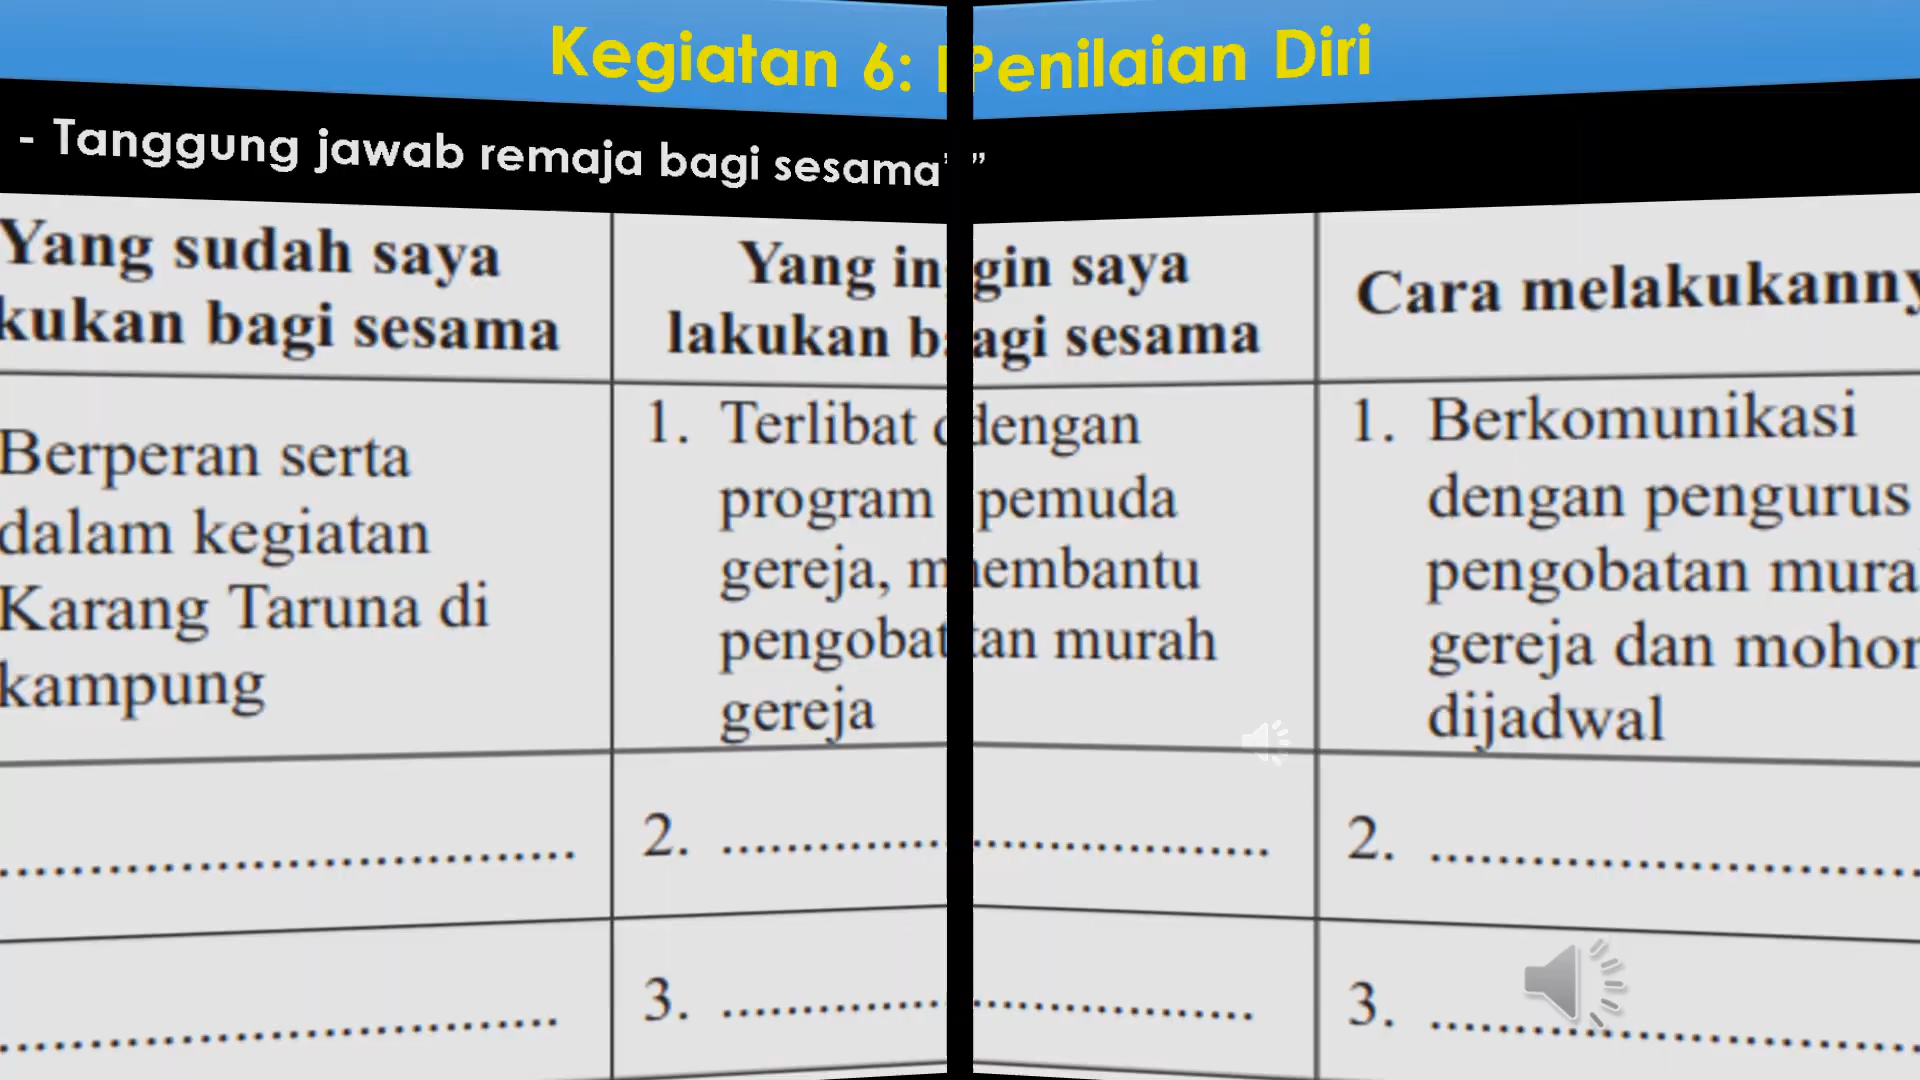 Kegiatan 6: Penilaian Diri
- Tanggung jawab remaja bagi sesama”
Yang sudah saya
kukan bagi sesama
Berperan serta
dalam kegiatan
Karang Taruna di
kampung
Yang ingin saya
lakukan bagi sesama
1. Terlibat dengan
program pemuda
gereja, membantu
pengobatan murah
gereja
2. ..................................
3. .................................
Cara melakukanny
1. Berkomunikasi
dengan pengurus
pengobatan mura
gereja dan mohon
dijadwal
2. ..............................
3. ..............................